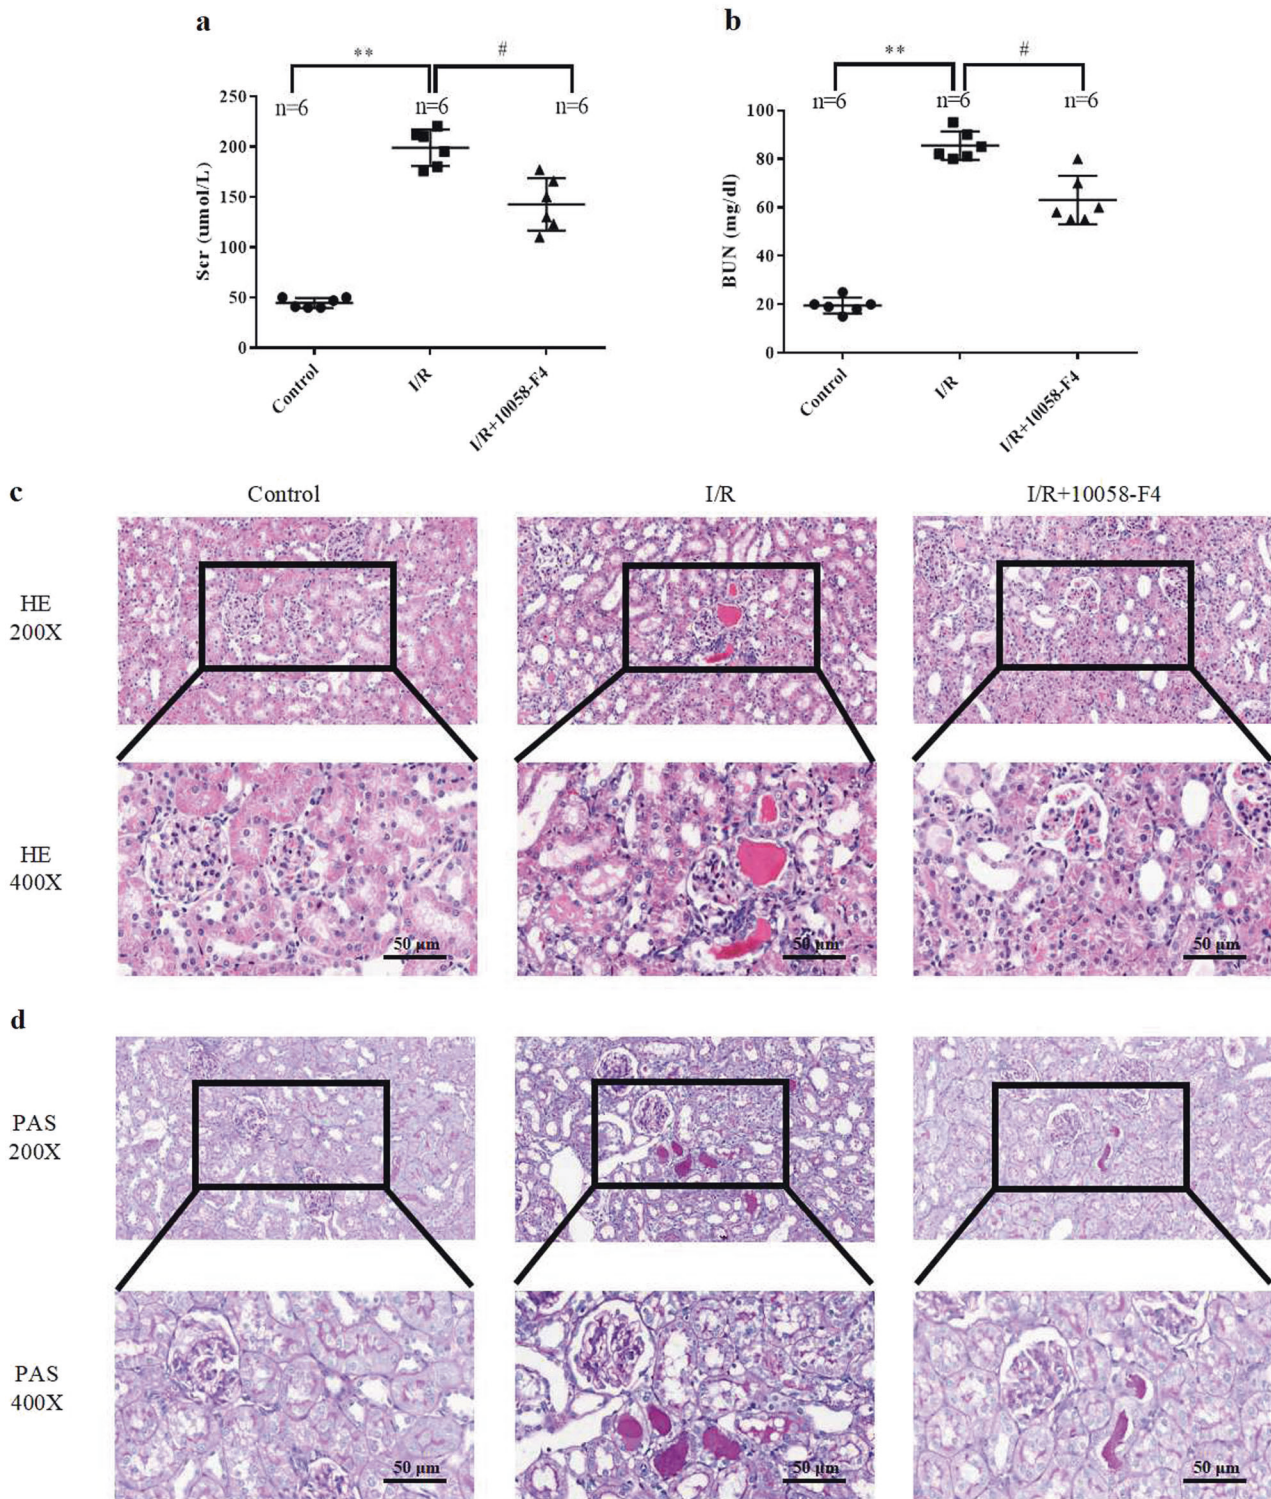 a
**
#
n=6
n=6
n=6
250
200
150
100
50
0
Scr (umol/L)
Control
I/R
I/R+10058-F4
b
**
#
n=6
n=6
n=6
100
80
60
40
20
0
BUN (mg/dl)
Control
I/R
I/R+10058-F4
c
Control
I/R
I/R+10058-F4
HE
200X
HE
400X
50 μm
50 μm
50 μm
d
PAS
200X
PAS
400X
50 μm
50 μm
50 μm